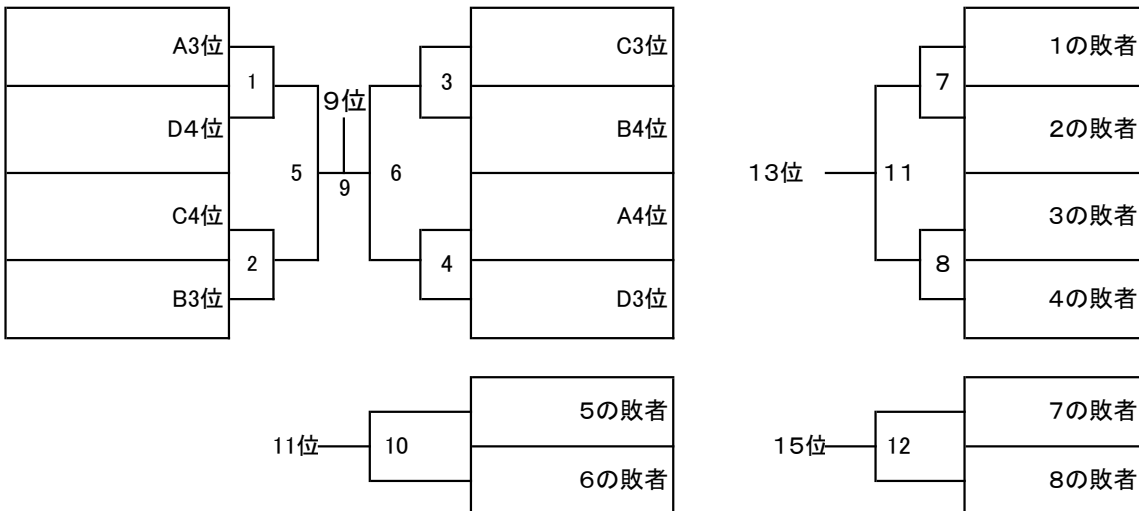 A3位
1
D4位
5
C4位
2
B3位
9位
9
C3位
3
B4位
6
A4位
4
D3位
1の敗者
7
2の敗者
13位
11
3の敗者
8
4の敗者
5の敗者
11位
10
6の敗者
7の敗者
15位
12
8の敗者